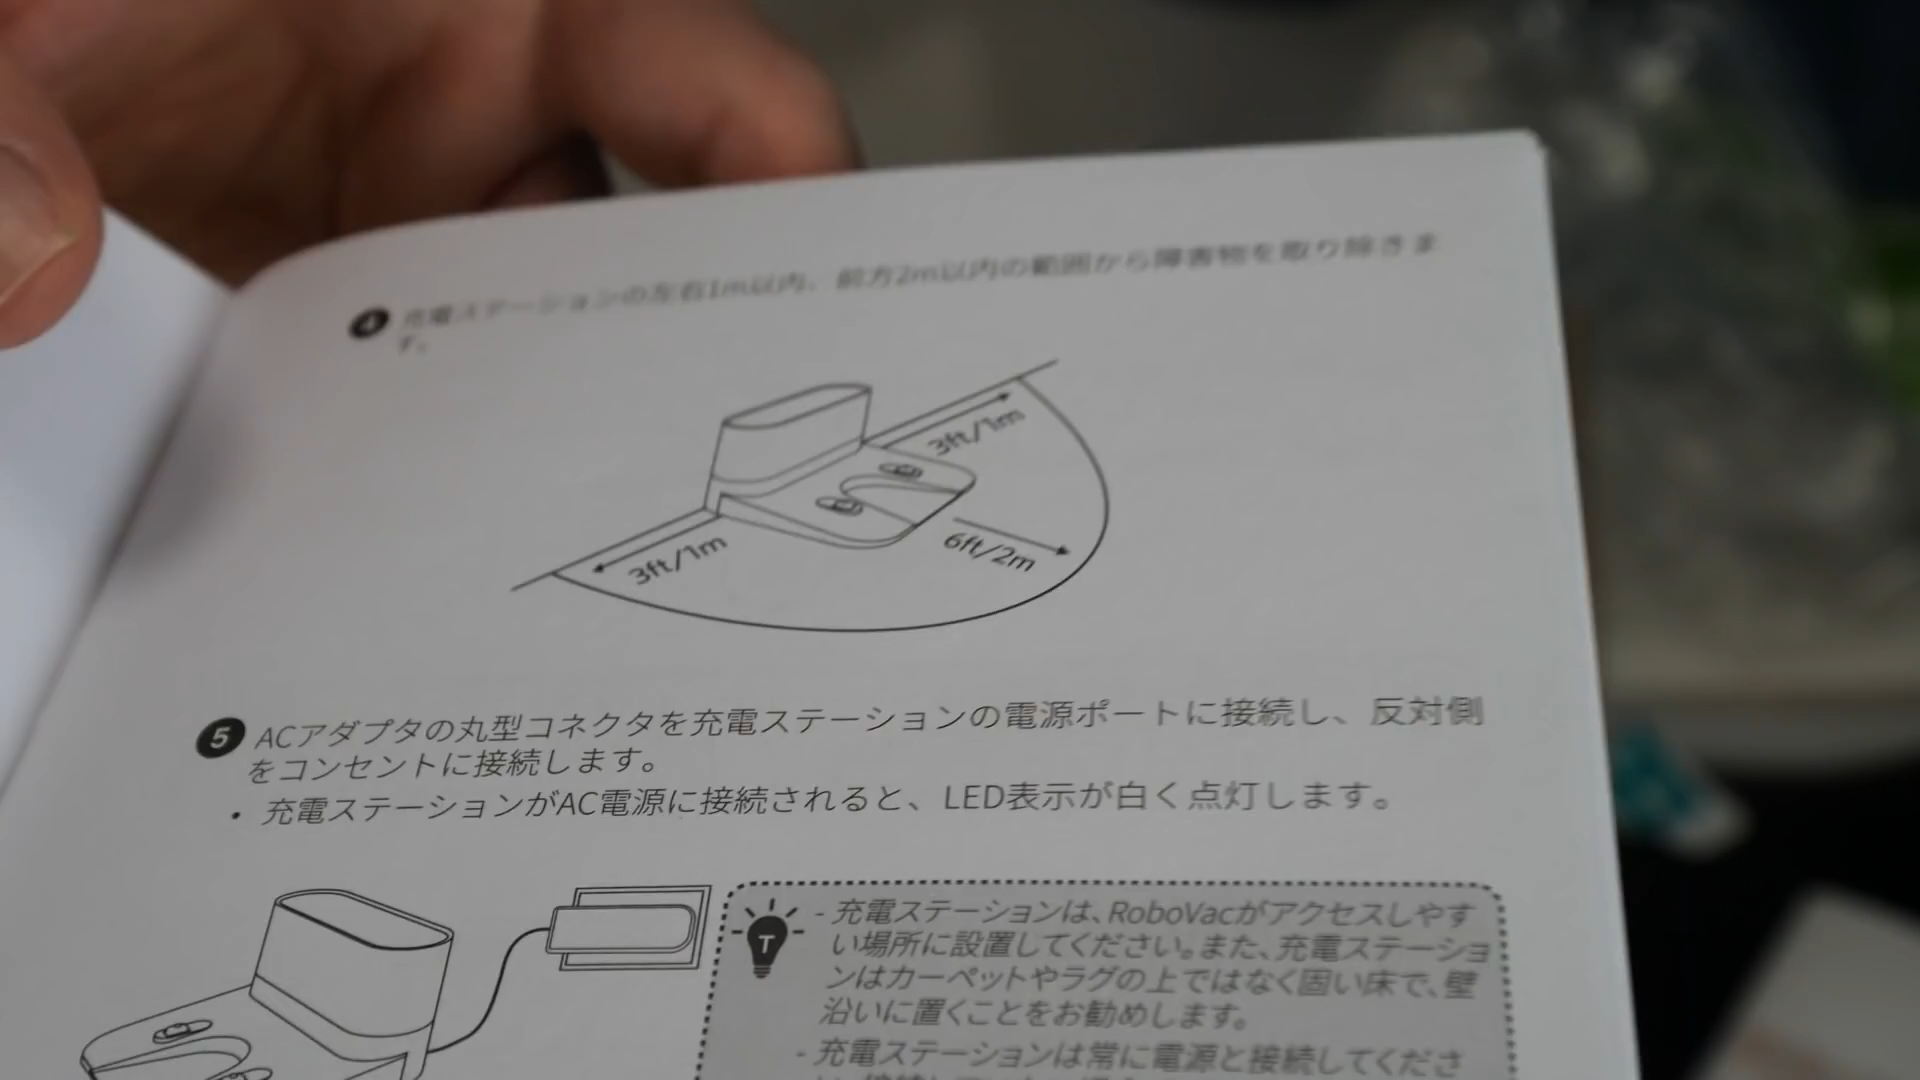 4 充電ステーションの左右1m以内、前方2m以内の範囲から障害物を取り除きま
す。
3ft/1m
3ft/1m
6ft/2m
5 ACアダプタの丸型コネクタを充電ステーションの電源ポートに接続し、反対側
をコンセントに接続します。
• 充電ステーションがAC電源に接続されると、LED表示が白く点灯します。
T
- 充電ステーションは、RoboVacがアクセスしやす
い場所に設置してください。また、充電ステーショ
ンはカーペットやラグの上ではなく固い床で、壁
沿いに置くことをお勧めします。
- 充電ステーションは常に電源と接続してくださ